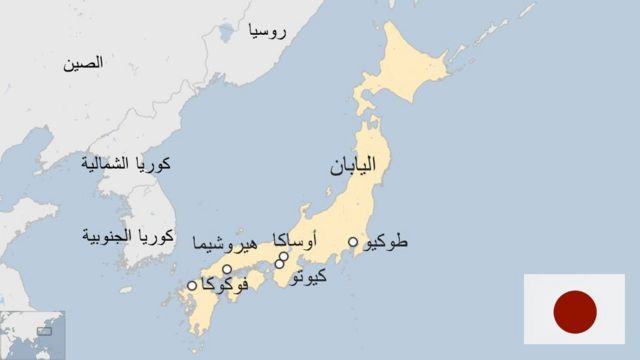 روسيا
الصين
كوريا الشمالية
اليابان
كوريا الجنوبية
هيروشيما
أوساكا
طوكيو
كيوتو
فوكوكا